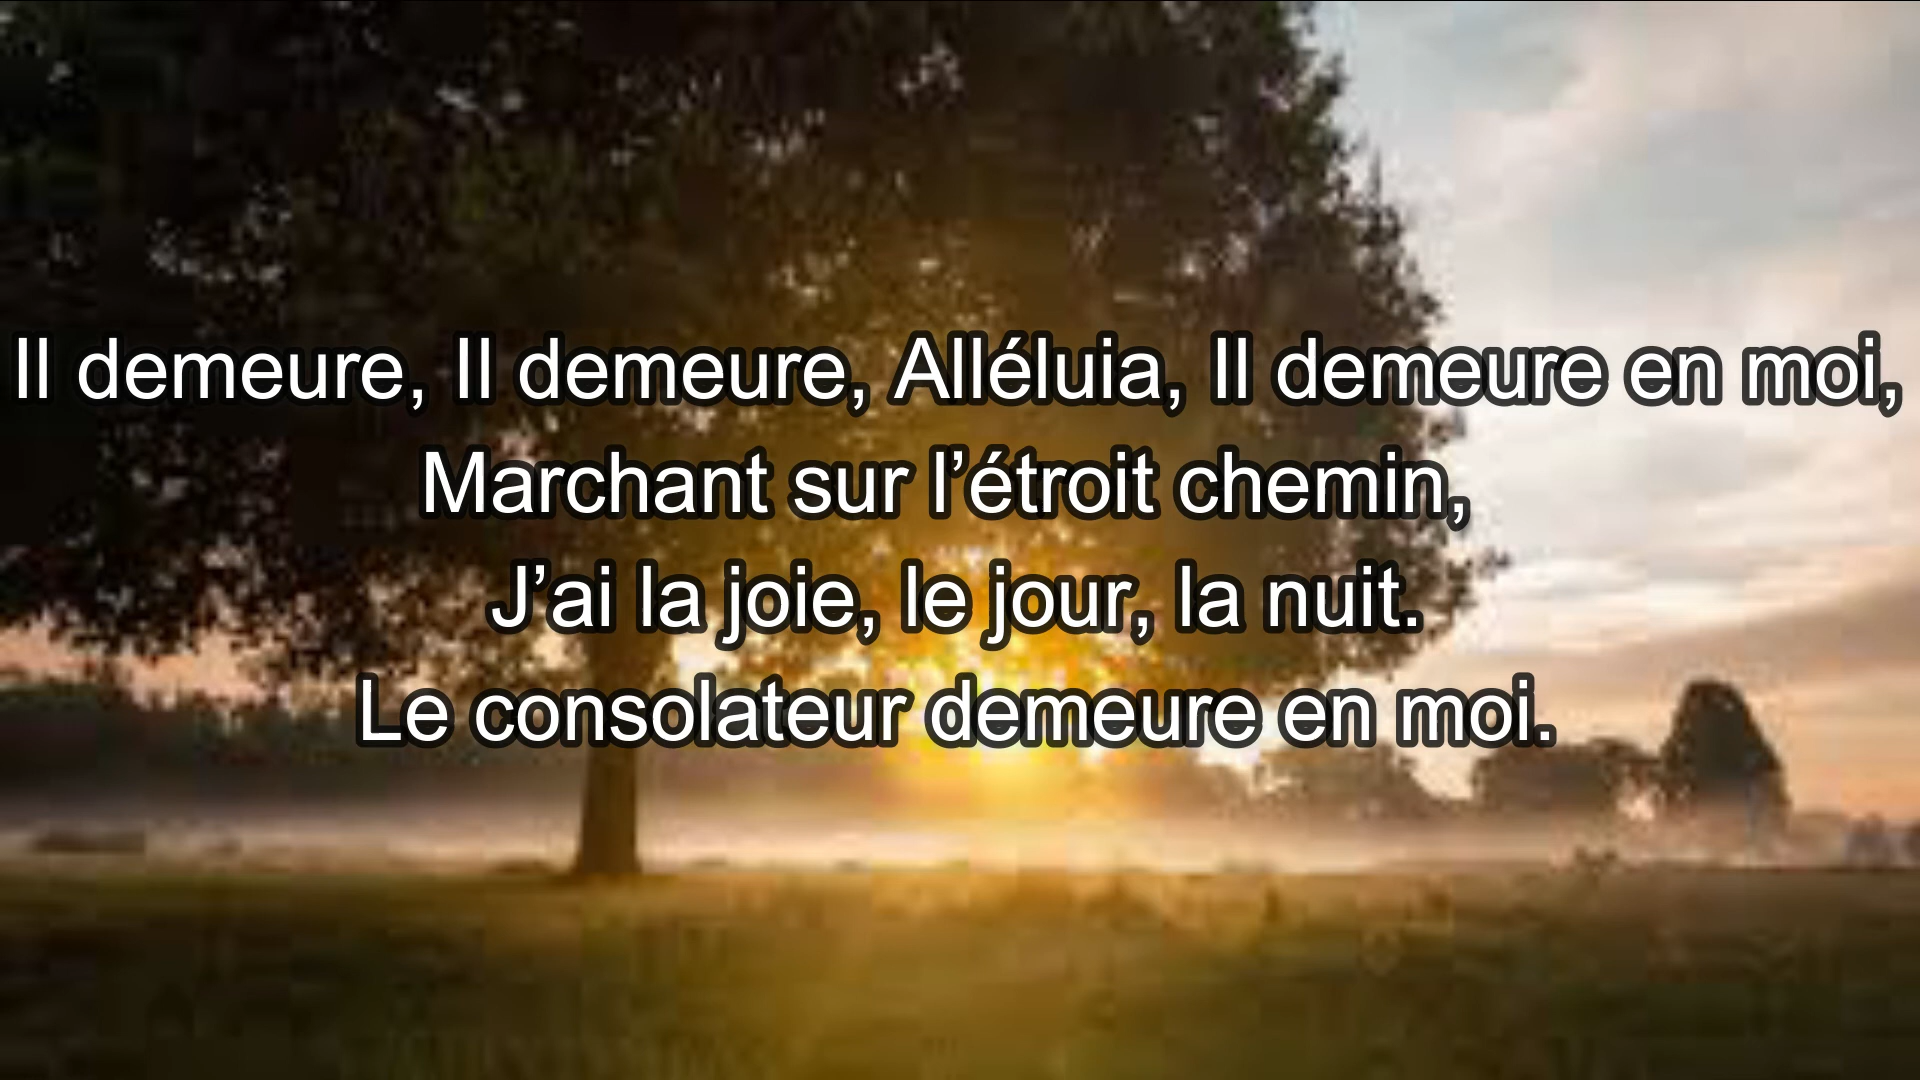 Il demeure, Il demeure, Alléluia, Il demeure en moi,
Marchant sur l’étroit chemin,
J’ai la joie, le jour, la nuit.
Le consolateur demeure en moi.